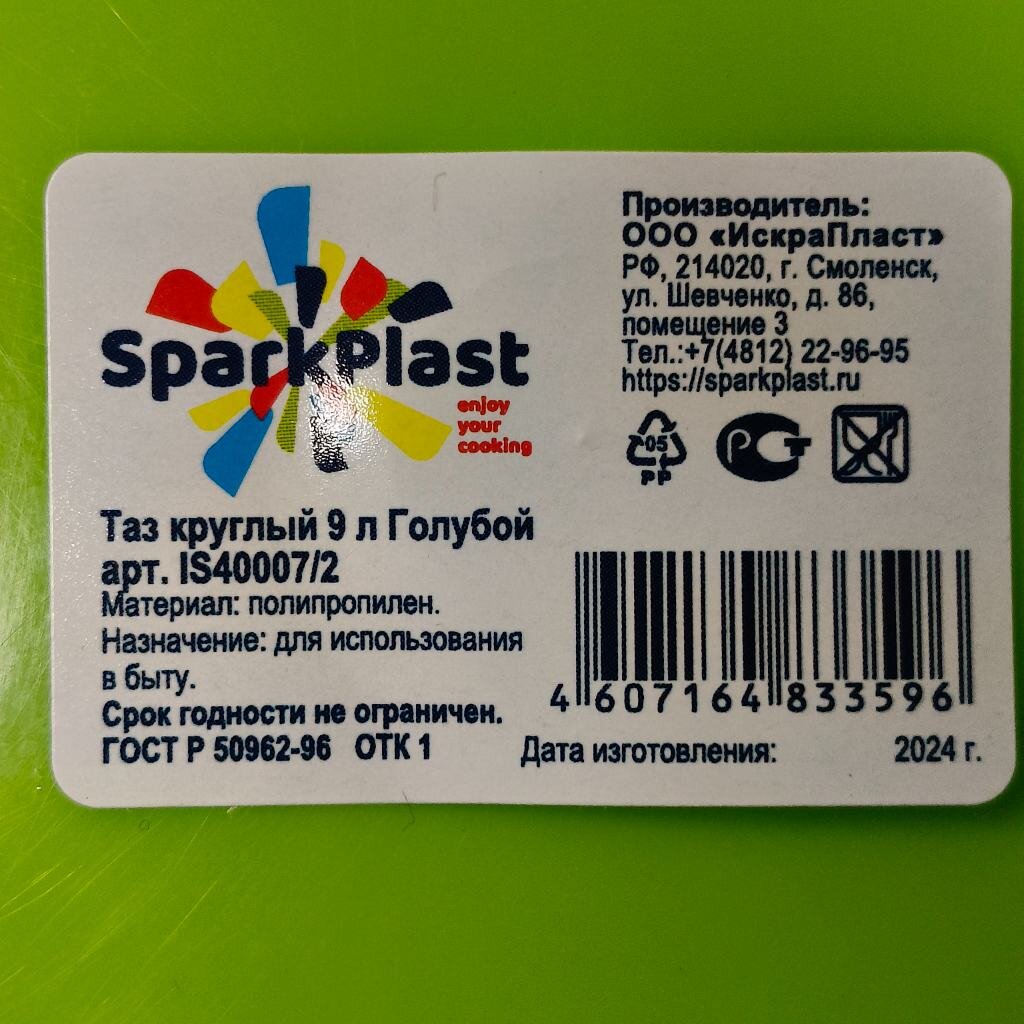 SparkPlast
enjoy
your
cooking
Производитель:
ООО «ИскраПласт»
РФ, 214020, г. Смоленск,
ул. Шевченко, д. 86,
помещение 3
Тел.:+7(4812) 22-96-95
https://sparkplast.ru
05
PP
РСТ
Таз круглый 9 л Голубой
арт. IS40007/2
Материал: полипропилен.
Назначение: для использования
в быту.
Срок годности не ограничен.
ГОСТ Р 50962-96 ОТК 1
4 607164 833596
Дата изготовления: 2024 г.